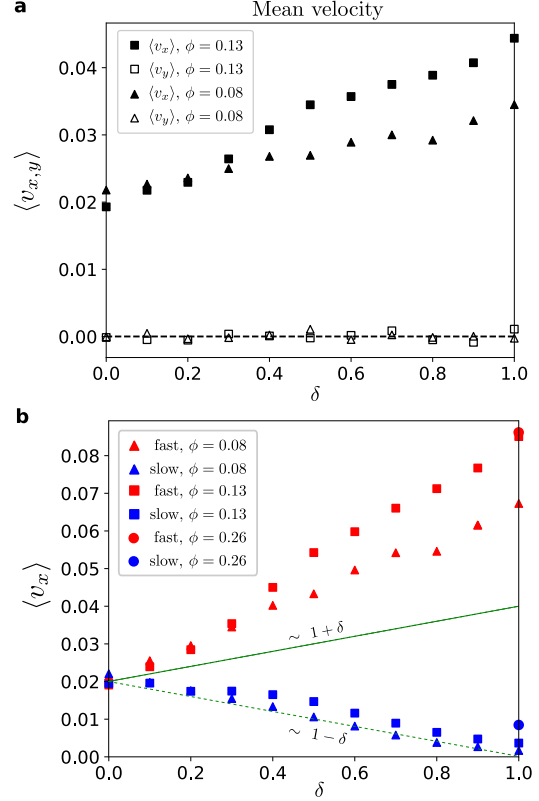 a
Mean velocity
⟨v_x⟩, ϕ = 0.13
⟨v_y⟩, ϕ = 0.13
⟨v_x⟩, ϕ = 0.08
⟨v_y⟩, ϕ = 0.08
⟨v_{x,y}⟩
0.04
0.03
0.02
0.01
0.00
0.0 0.2 0.4 0.6 0.8 1.0
δ
b
fast, ϕ = 0.08
slow, ϕ = 0.08
fast, ϕ = 0.13
slow, ϕ = 0.13
fast, ϕ = 0.26
slow, ϕ = 0.26
⟨v_x⟩
0.08
0.07
0.06
0.05
0.04
0.03
0.02
0.01
0.00
~ 1+δ
~ 1−δ
0.0 0.2 0.4 0.6 0.8 1.0
δ